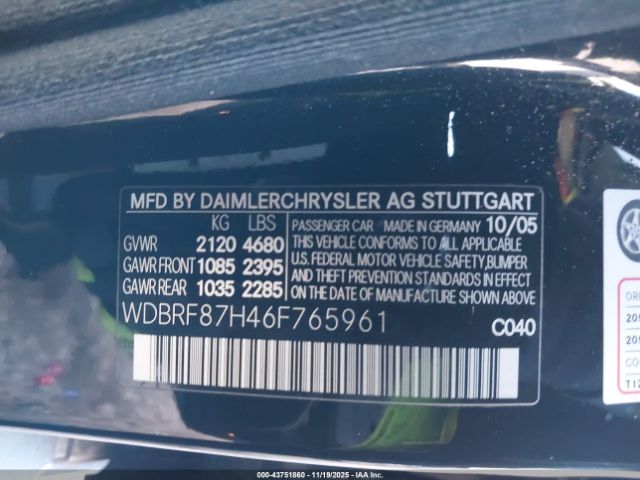 MFD BY DAIMLERCHRYSLER AG STUTTGART
KG LBS
GVWR 2120 4680
GAWR FRONT 1085 2395
GAWR REAR 1035 2285
PASSENGER CAR MADE IN GERMANY 10/05
THIS VEHICLE CONFORMS TO ALL APPLICABLE
U.S. FEDERAL MOTOR VEHICLE SAFETY, BUMPER
AND THEFT PREVENTION STANDARDS IN EFFECT
ON THE DATE OF MANUFACTURE SHOWN ABOVE.
WDBRF87H46F765961
C040
000-43751860 - 11/19/2025 - IAAI.com